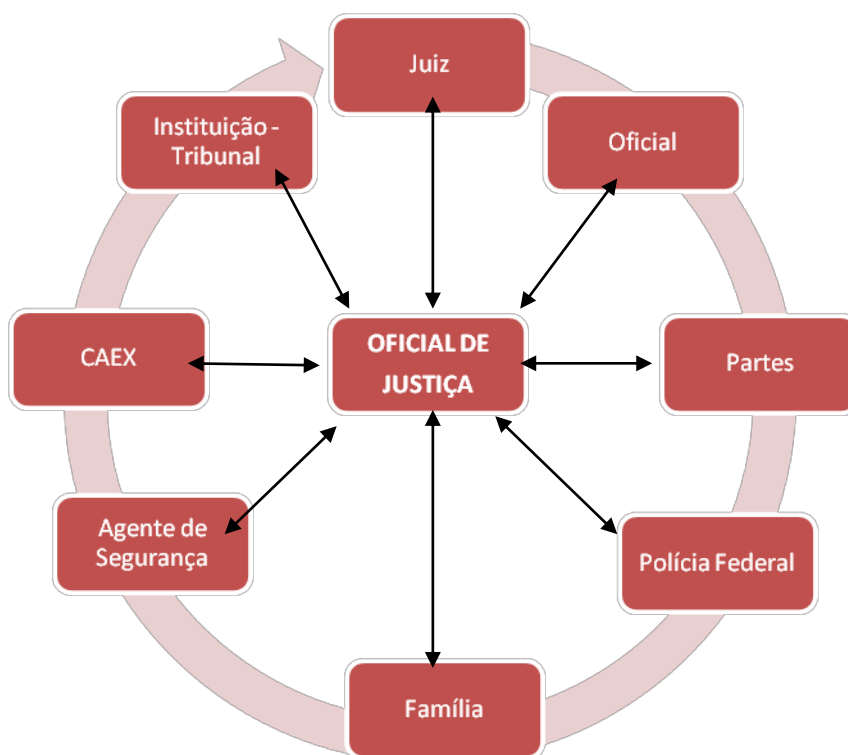 Juiz
Instituição -
Tribunal
Oficial
CAEX
OFICIAL DE
JUSTIÇA
Partes
Agente de
Segurança
Polícia Federal
Família